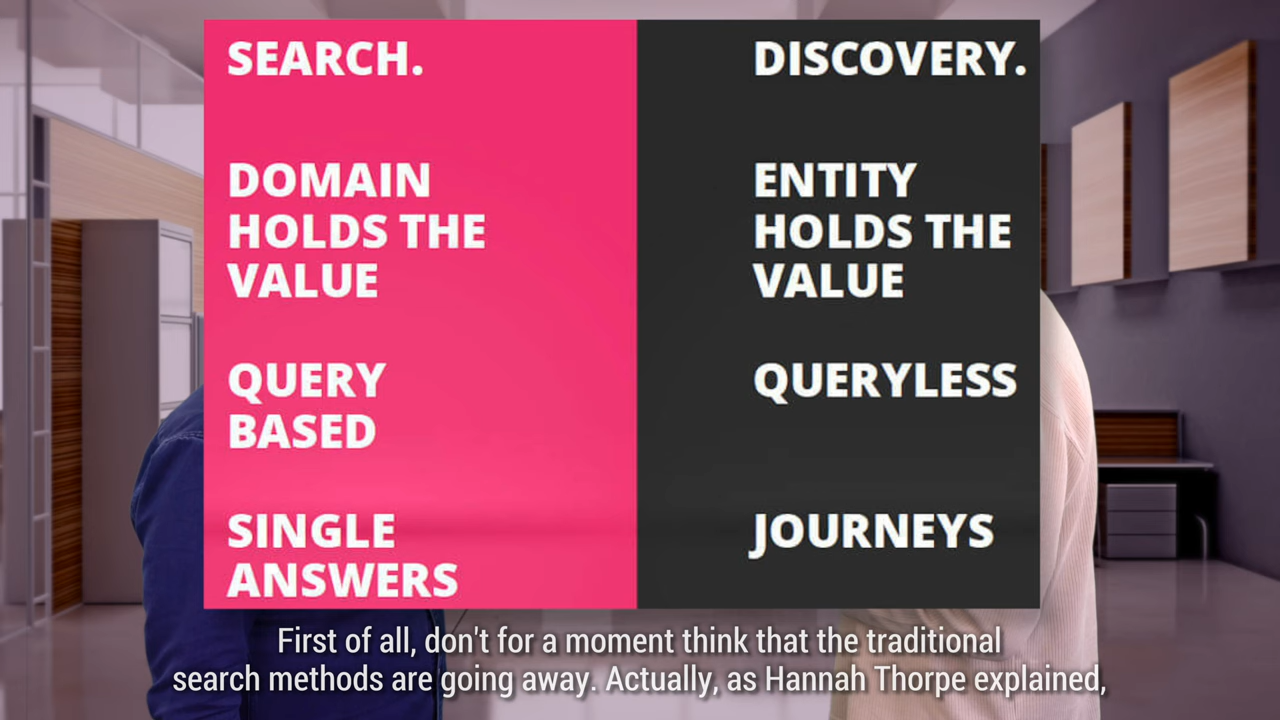 SEARCH.
DOMAIN
HOLDS THE
VALUE
QUERY
BASED
SINGLE
ANSWERS
DISCOVERY.
ENTITY
HOLDS THE
VALUE
QUERYLESS
JOURNEYS
First of all, don't for a moment think that the traditional
search methods are going away. Actually, as Hannah Thorpe explained,